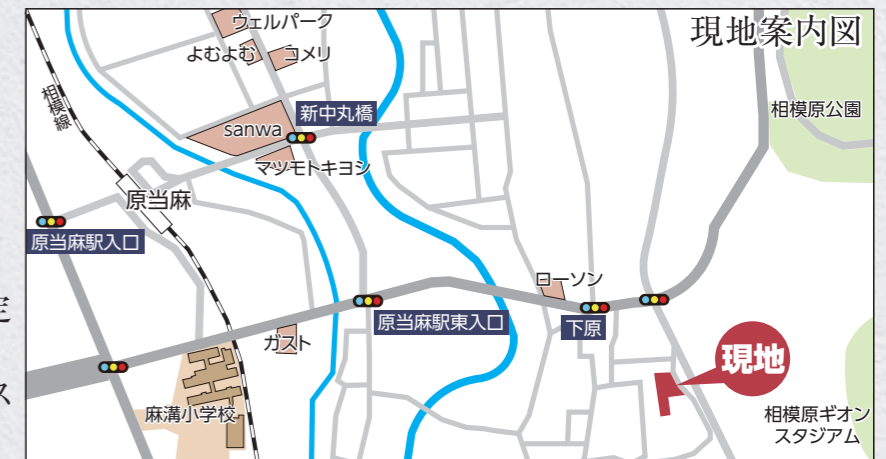 現地案内図
ウェルパーク
よむよむ
コメリ
相模線
sanwa
新中丸橋
マツモトキヨシ
相模原公園
原当麻
原当麻駅入口
ローソン
原当麻駅東入口
下原
ガスト
現地
麻溝小学校
相模原ギオン
スタジアム
定
ス